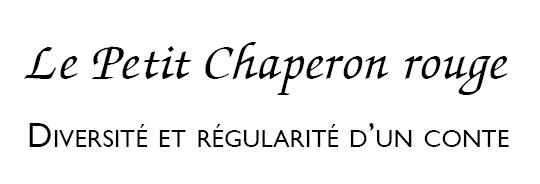 Le Petit Chaperon rouge
Diversité et régularité d’un conte